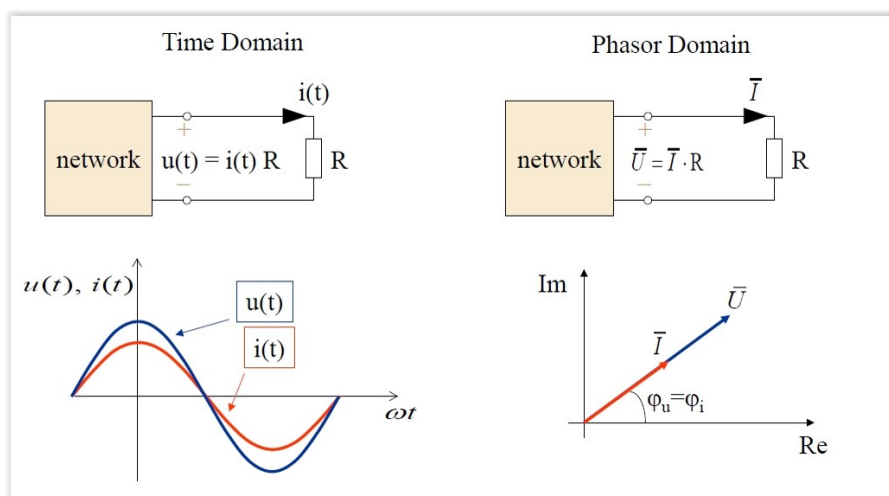 Time Domain
Phasor Domain
i(t)
I̅
network
+
u(t) = i(t) R
−
R
network
+
U̅ = I̅ · R
−
R
u(t), i(t)
u(t)
i(t)
ωt
Im
U̅
I̅
φu=φi
Re